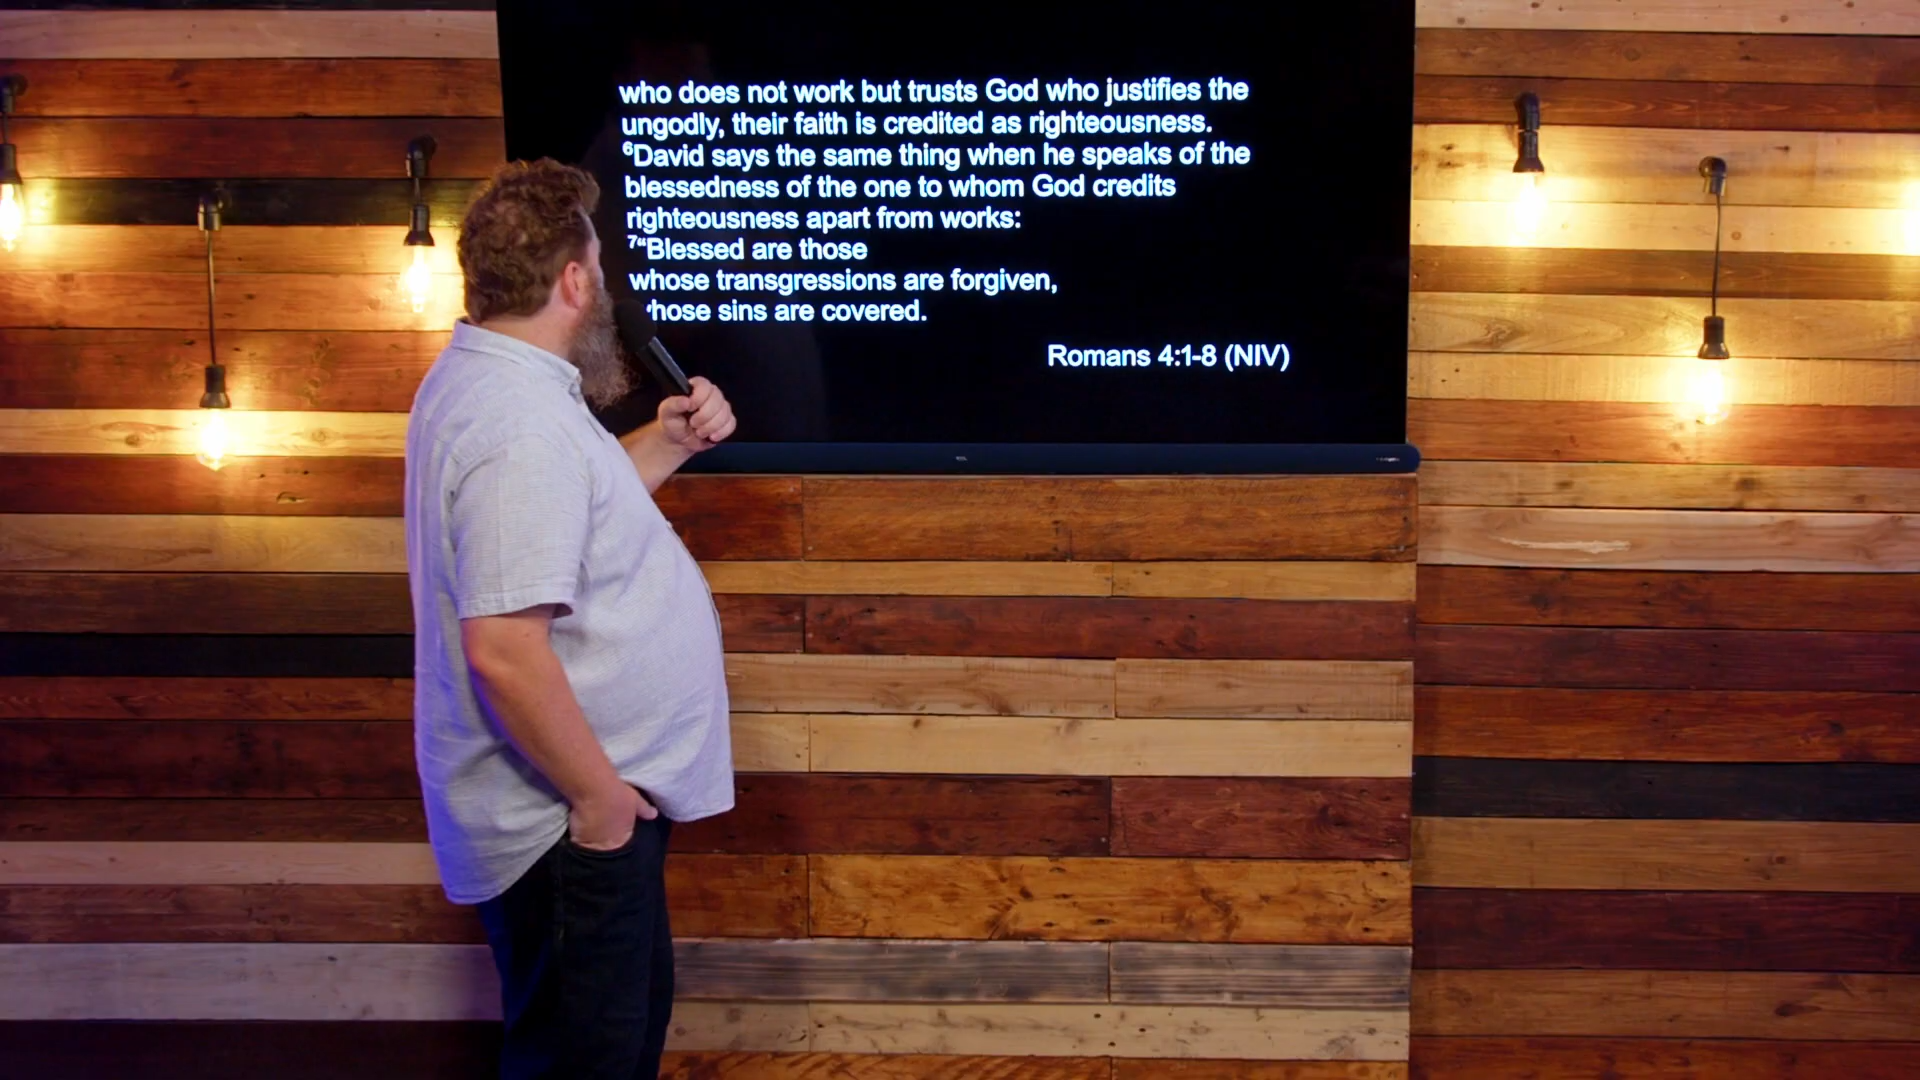 who does not work but trusts God who justifies the
ungodly, their faith is credited as righteousness.
⁶David says the same thing when he speaks of the
blessedness of the one to whom God credits
righteousness apart from works:
⁷“Blessed are those
whose transgressions are forgiven,
whose sins are covered.
Romans 4:1-8 (NIV)